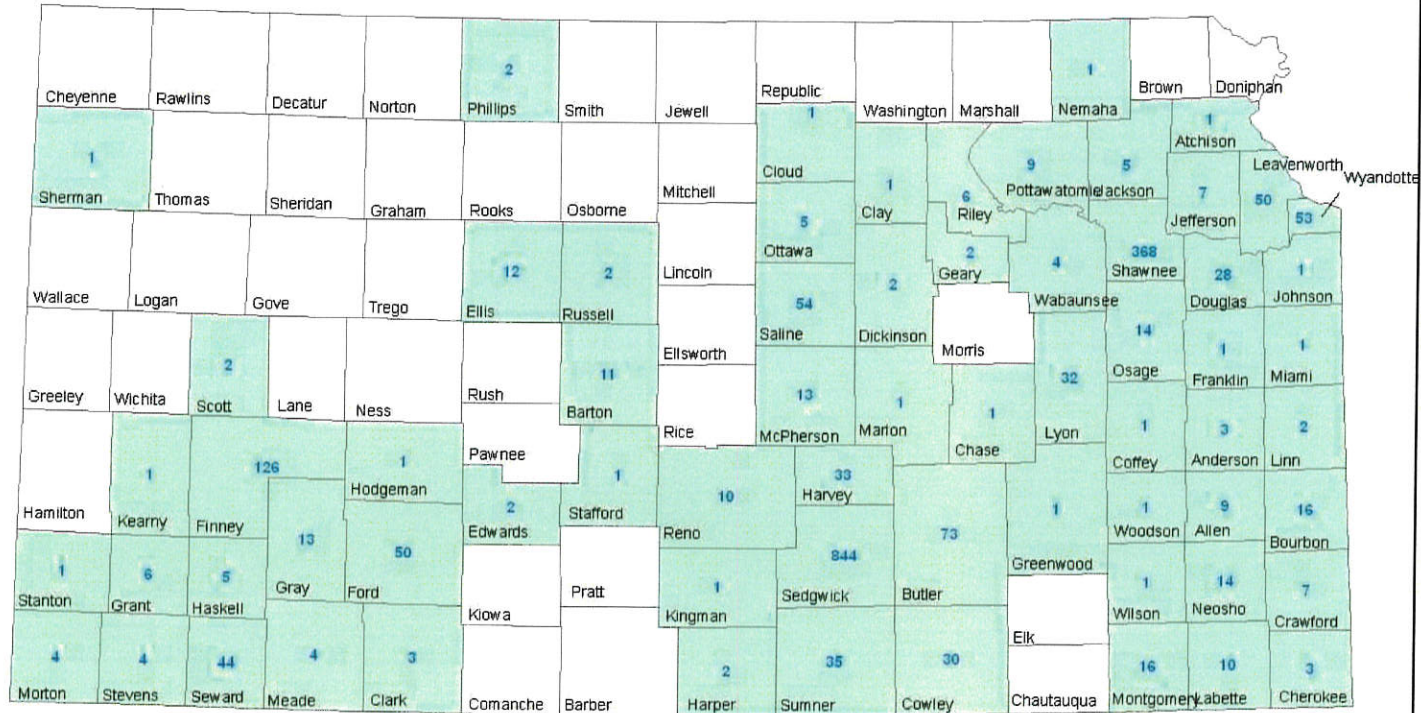 2
1
Cheyenne Rawlins Decatur Norton Phillips Smith Jewell Republic Washington Marshall Nemaha Brown Doniphan
1
1
Atchison
1
Sherman Thomas Sheridan Graham Rooks Osborne Mitchell Cloud
1
Clay
6
Riley
9
Pottawatomie
5
Jackson
7
Jefferson
Leavenworth
50
Wyandotte
53
5
Ottawa
2
Geary
4
Wabaunsee
368
Shawnee
28
Douglas
1
Johnson
12
2
Wallace Logan Gove Trego Ellis Russell Lincoln
54
Saline
2
Dickinson
Morris
14
Osage
1
Franklin
1
Miami
2
11
Greeley Wichita Scott Lane Ness Rush Barton Ellsworth
Rice
13
McPherson
1
Marion
1
Chase
32
Lyon
1
Coffey
3
Anderson
2
Linn
Hamilton
1
Kearny
126
Finney
1
Hodgeman
Pawnee
2
Edwards
1
Stafford
10
Reno
33
Harvey
73
Butler
1
Greenwood
1
Woodson
9
Allen
16
Bourbon
1
Stanton
6
Grant
5
Haskell
13
Gray
50
Ford
Kiowa
Pratt
1
Kingman
844
Sedgwick
Elk
1
Wilson
14
Neosho
7
Crawford
4
Morton
4
Stevens
44
Seward
4
Meade
3
Clark
Comanche
Barber
2
Harper
35
Sumner
30
Cowley
Chautauqua
16
Montgomery
10
Labette
3
Cherokee